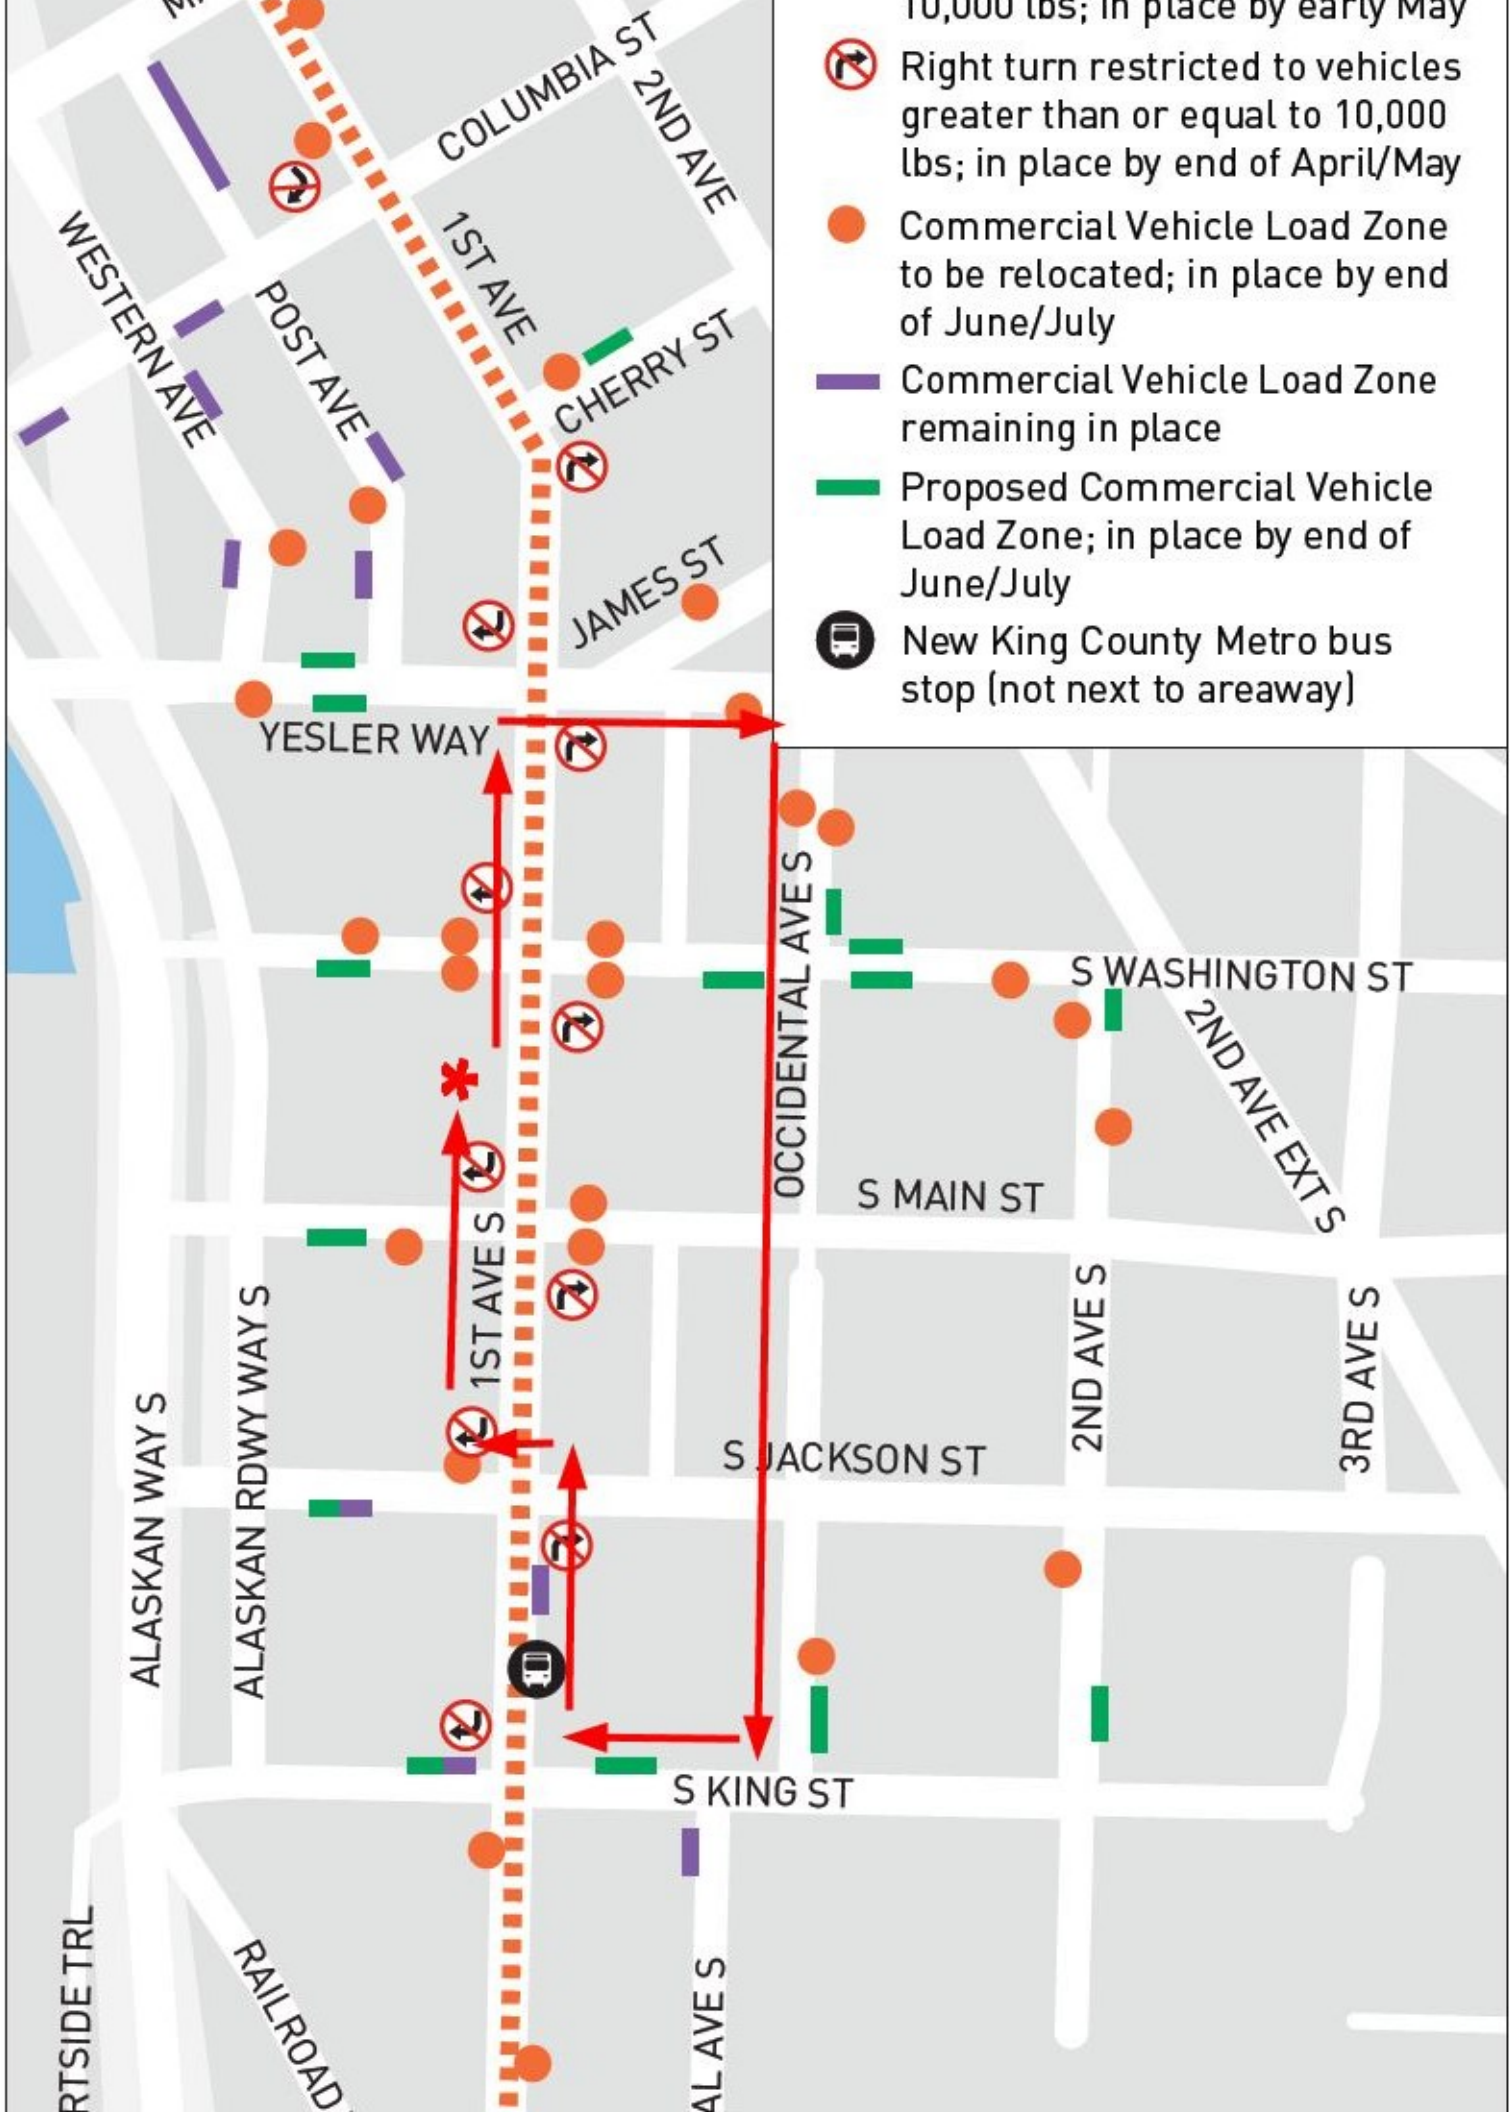 10,000 lbs; in place by early May
Right turn restricted to vehicles
greater than or equal to 10,000
lbs; in place by end of April/May
Commercial Vehicle Load Zone
to be relocated; in place by end
of June/July
Commercial Vehicle Load Zone
remaining in place
Proposed Commercial Vehicle
Load Zone; in place by end of
June/July
New King County Metro bus
stop (not next to areaway)
COLUMBIA ST
2ND AVE
WESTERN AVE
POST AVE
1ST AVE
CHERRY ST
JAMES ST
YESLER WAY
*
OCCIDENTAL AVE S
S WASHINGTON ST
2ND AVE EXT S
S MAIN ST
1ST AVE S
2ND AVE S
3RD AVE S
S JACKSON ST
ALASKAN WAY S
ALASKAN RDWY WAY S
S KING ST
RTSIDE TRL
RAILROAD
AL AVE S